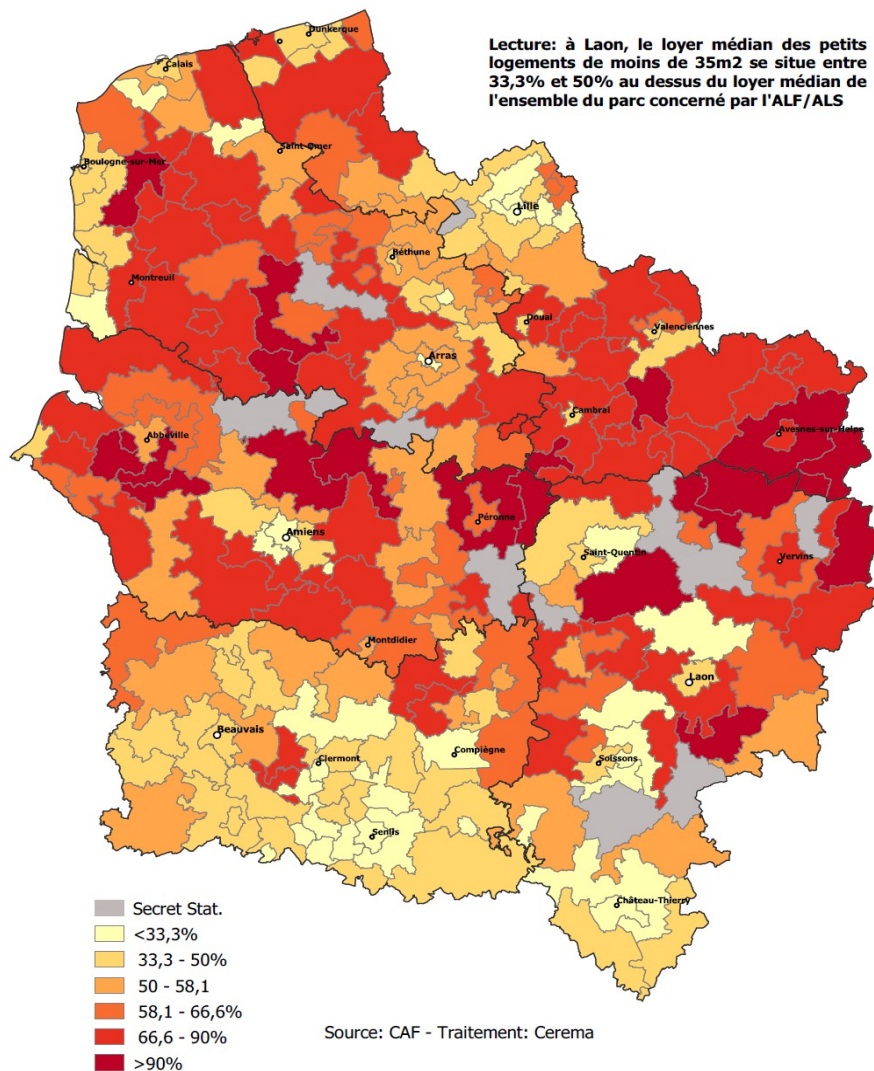 Dunkerque
Lecture: à Laon, le loyer médian des petits
logements de moins de 35m2 se situe entre
33,3% et 50% au dessus du loyer médian de
l'ensemble du parc concerné par l'ALF/ALS
Calais
Saint-Omer
Boulogne-sur-Mer
Lille
Béthune
Montreuil
Douai
Valenciennes
Arras
Cambrai
Avesnes-sur-Helpe
Abbeville
Péronne
Amiens
Saint-Quentin
Vervins
Montdidier
Laon
Beauvais
Compiègne
Clermont
Soissons
Senlis
Château-Thierry
Secret Stat.
<33,3%
33,3 - 50%
50 - 58,1
58,1 - 66,6%
66,6 - 90%
>90%
Source: CAF - Traitement: Cerema